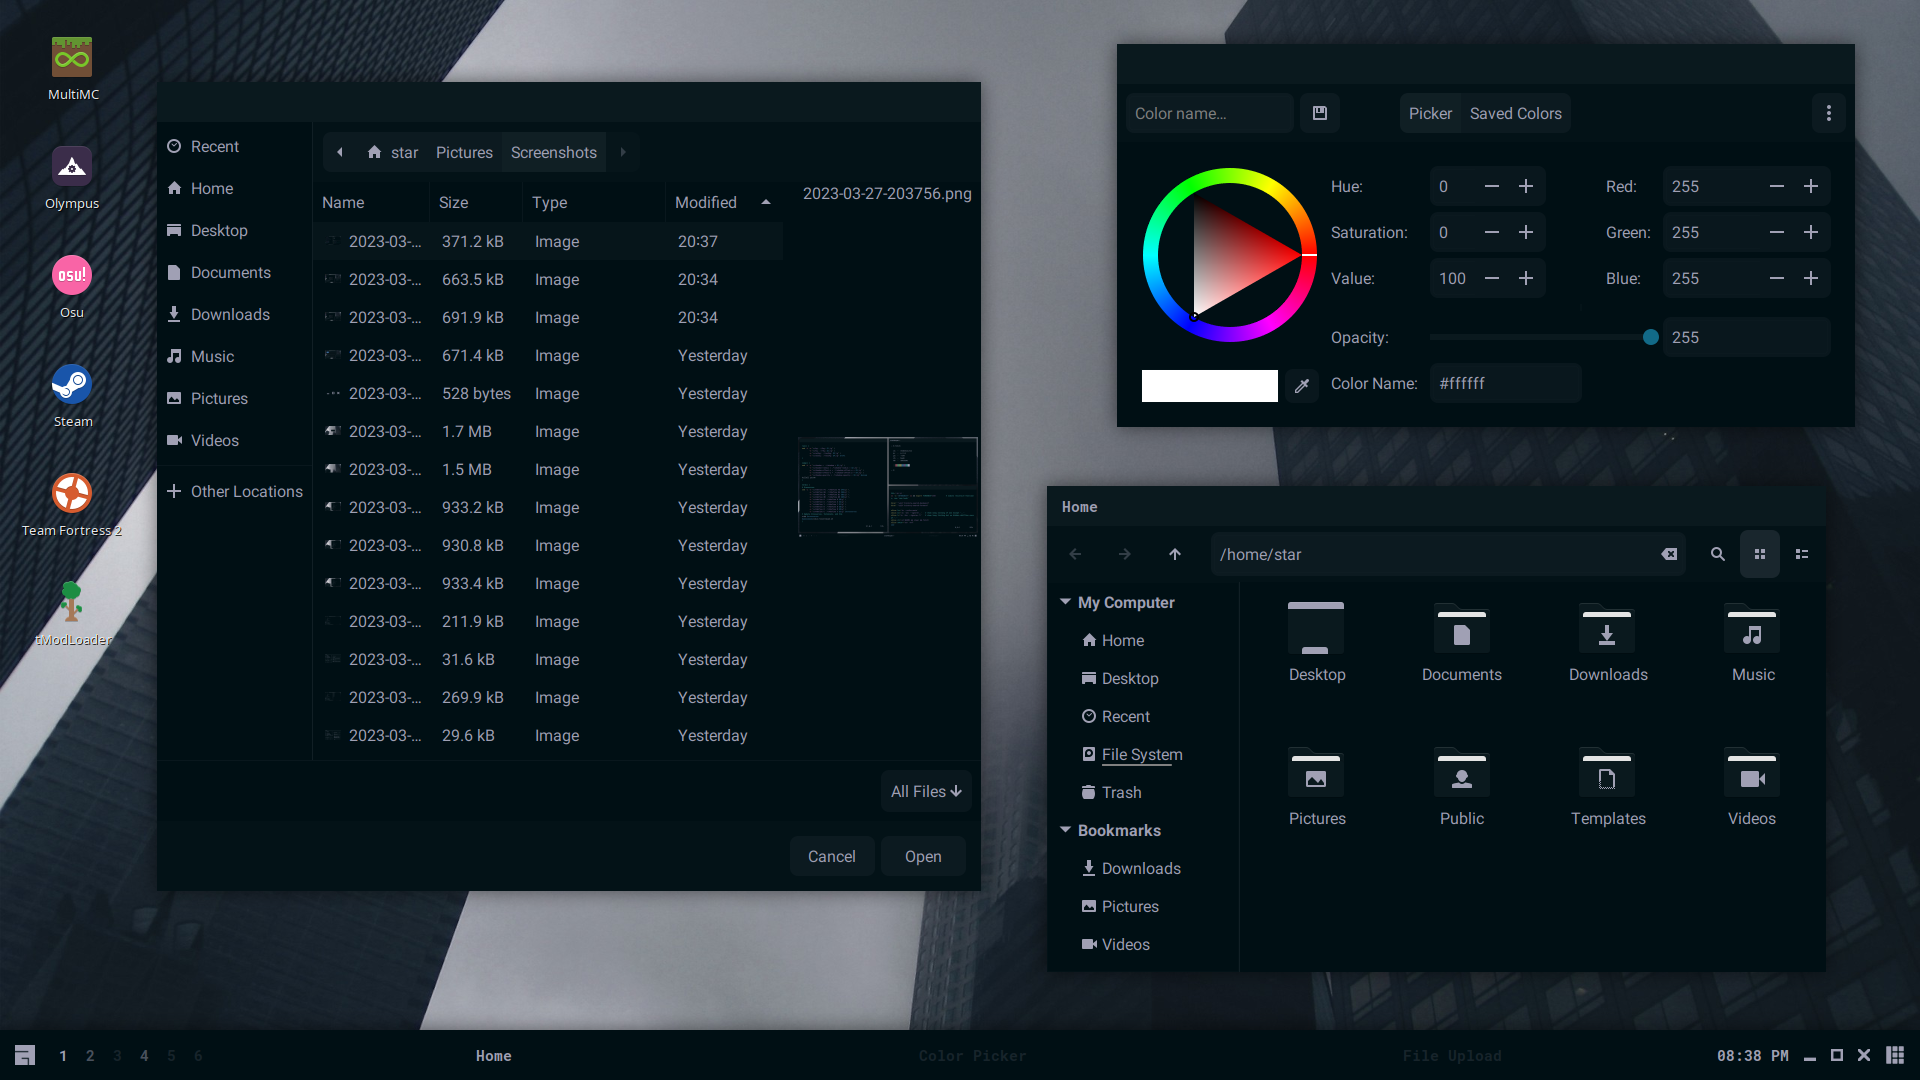 MultiMC
Olympus
osu!
Osu
Steam
Team Fortress 2
tModLoader
Recent
Home
Desktop
Documents
Downloads
Music
Pictures
Videos
Other Locations
star Pictures Screenshots
Name Size Type Modified
2023-03-... 371.2 kB Image 20:37
2023-03-... 663.5 kB Image 20:34
2023-03-... 691.9 kB Image 20:34
2023-03-... 671.4 kB Image Yesterday
2023-03-... 528 bytes Image Yesterday
2023-03-... 1.7 MB Image Yesterday
2023-03-... 1.5 MB Image Yesterday
2023-03-... 933.2 kB Image Yesterday
2023-03-... 930.8 kB Image Yesterday
2023-03-... 933.4 kB Image Yesterday
2023-03-... 211.9 kB Image Yesterday
2023-03-... 31.6 kB Image Yesterday
2023-03-... 269.9 kB Image Yesterday
2023-03-... 29.6 kB Image Yesterday
2023-03-27-203756.png
All Files
Cancel Open
Color name... Picker Saved Colors
Hue: 0 Red: 255
Saturation: 0 Green: 255
Value: 100 Blue: 255
Opacity: 255
Color Name: #ffffff
Home
/home/star
My Computer
Home
Desktop
Recent
File System
Trash
Bookmarks
Downloads
Pictures
Videos
Desktop Documents Downloads Music
Pictures Public Templates Videos
1 2 3 4 5 6 Home Color Picker File Upload 08:38 PM